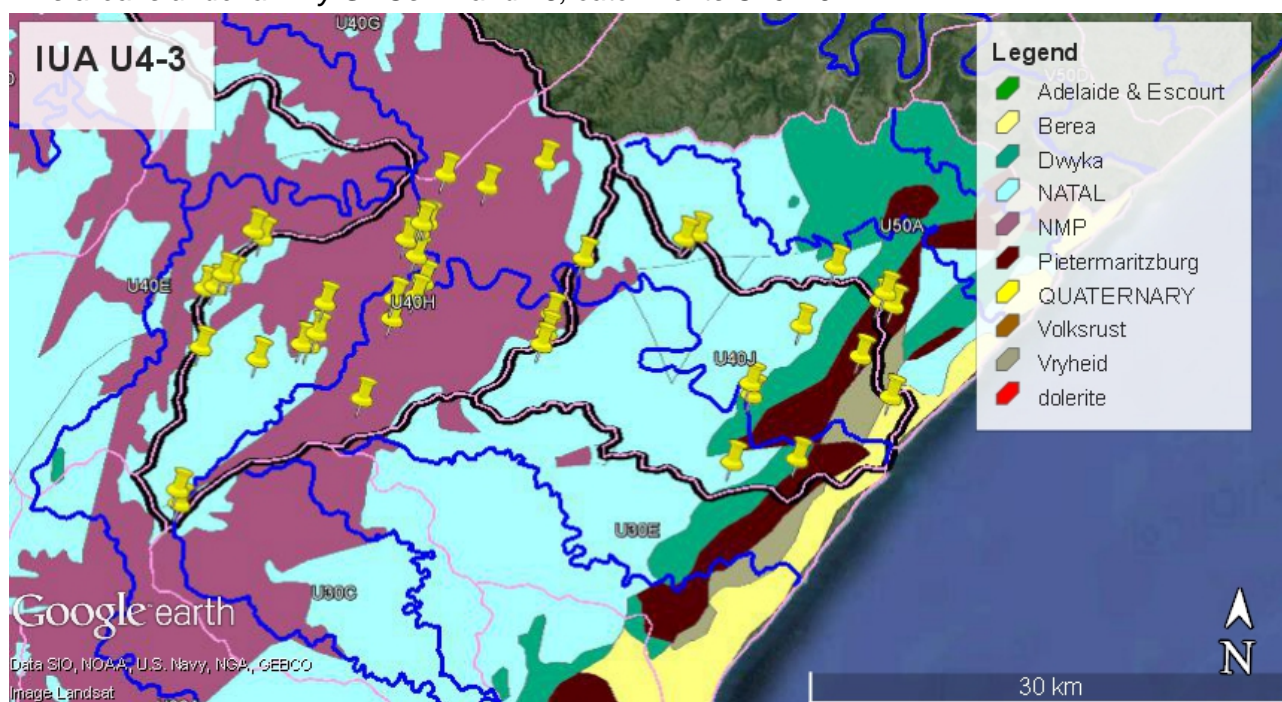 U40G
IUA U4-3
Legend
V50D
Adelaide & Escourt
Berea
Dwyka
NATAL
NMP
Pietermaritzburg
QUATERNARY
Volksrust
Vryheid
dolerite
U50A
U40E
U40H
U40J
U30E
U30C
Google earth
Data SIO, NOAA, U.S. Navy, NGA, GEBCO
Image Landsat
N
30 km